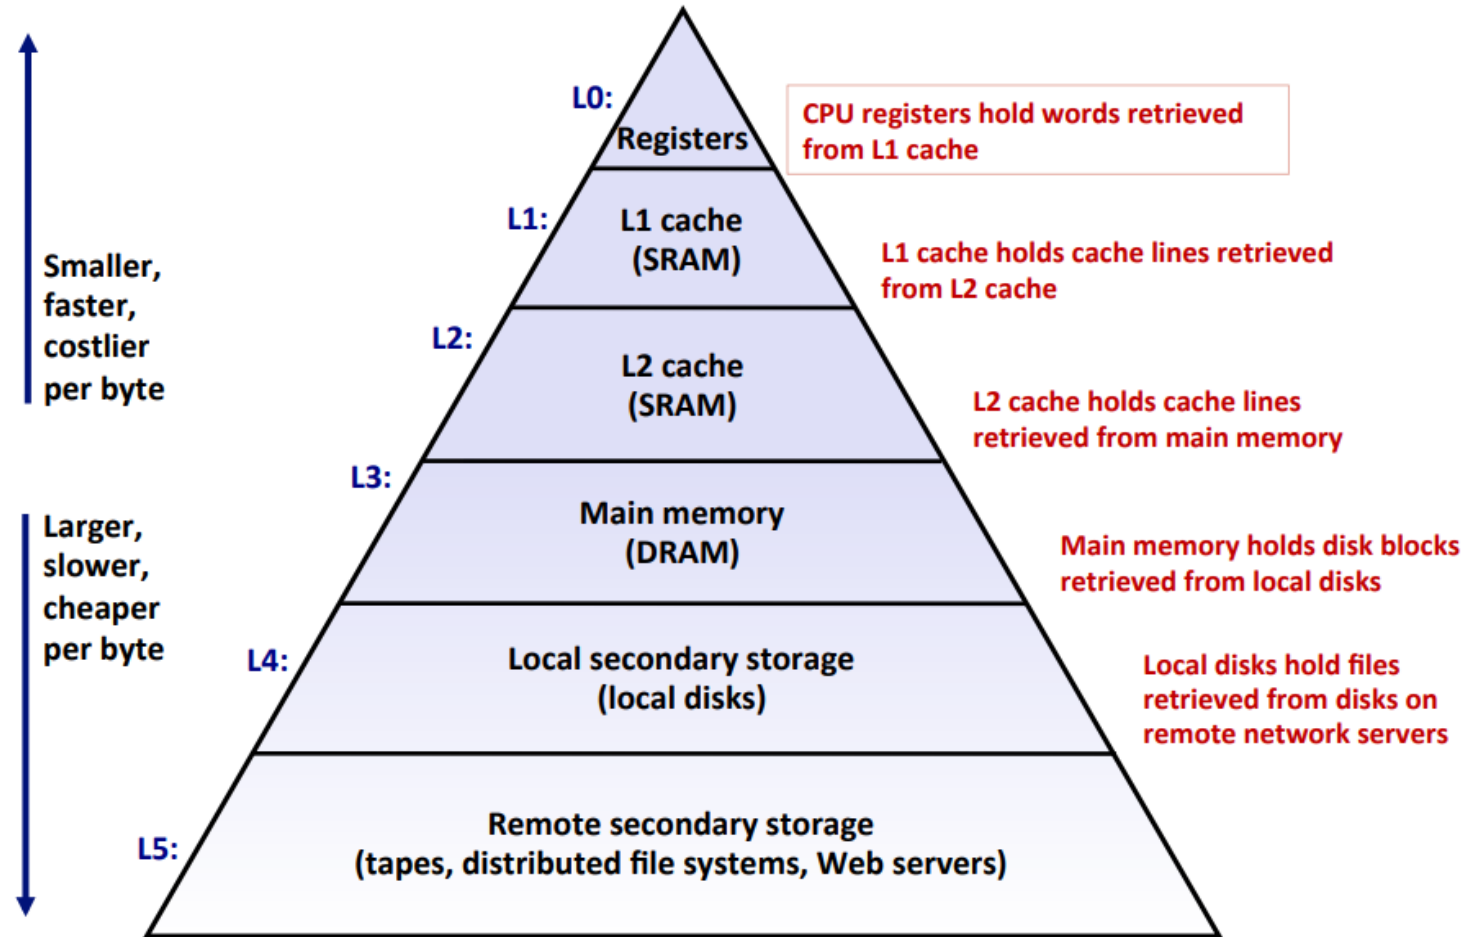 L0:
Registers
CPU registers hold words retrieved
from L1 cache
L1:
L1 cache
(SRAM)
L1 cache holds cache lines retrieved
from L2 cache
Smaller,
faster,
costlier
per byte
L2:
L2 cache
(SRAM)
L2 cache holds cache lines
retrieved from main memory
L3:
Main memory
(DRAM)
Main memory holds disk blocks
retrieved from local disks
Larger,
slower,
cheaper
per byte
L4:
Local secondary storage
(local disks)
Local disks hold files
retrieved from disks on
remote network servers
L5:
Remote secondary storage
(tapes, distributed file systems, Web servers)